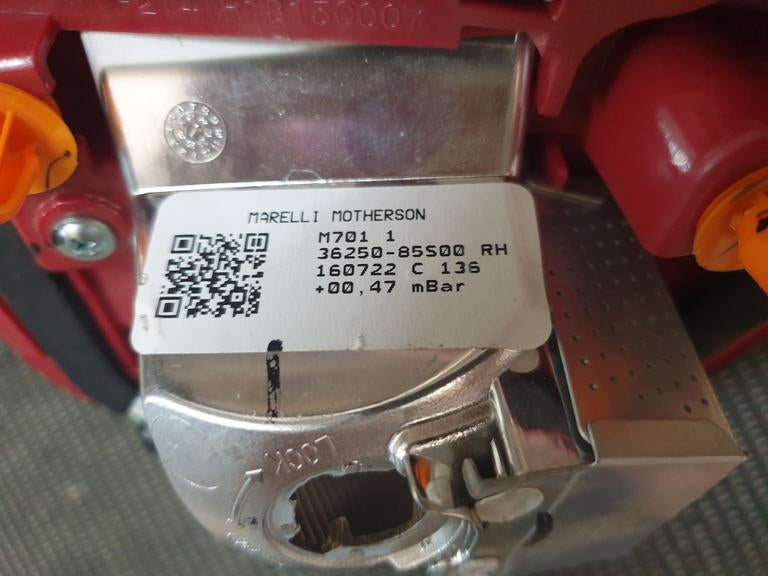 MARELLI MOTHERSON
M701 1
36250-85S00 RH
160722 C 136
+00,47 mBar
LOCK